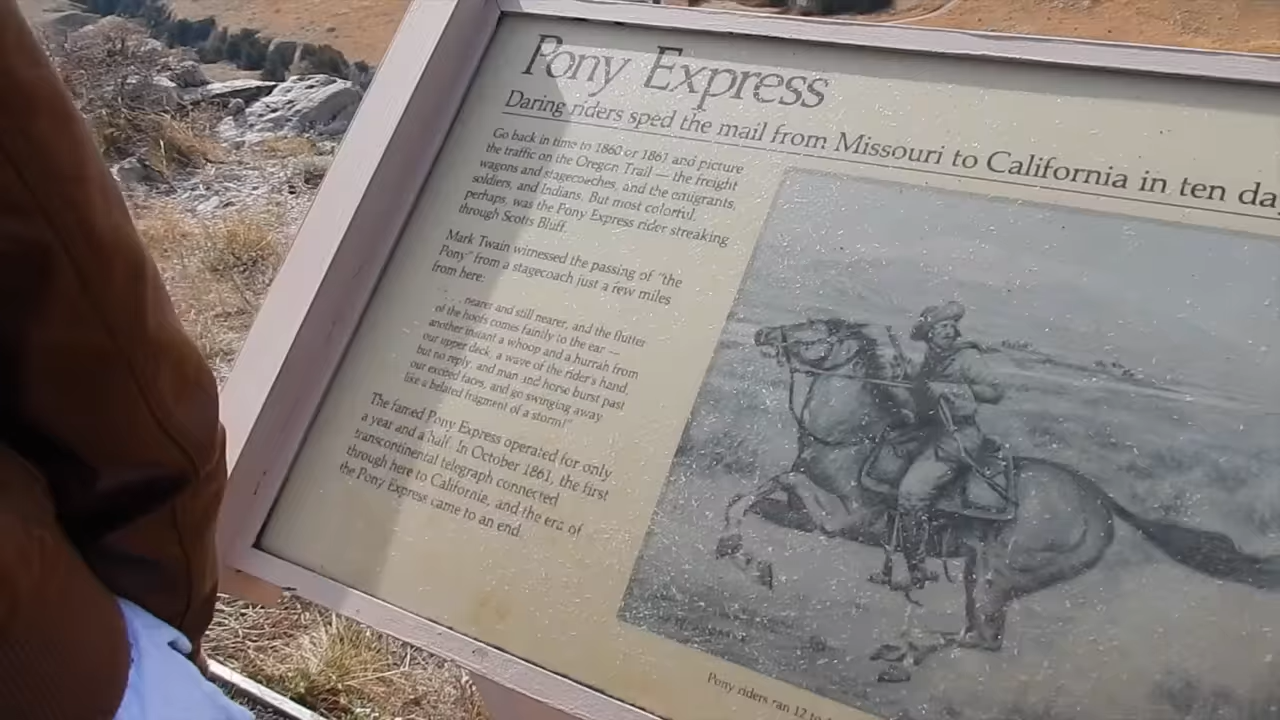 Pony Express
Daring riders sped the mail from Missouri to California in ten da
Go back in time to 1860 or 1861 and picture
the traffic on the Oregon Trail — the freight
wagons and stagecoaches, and the emigrants,
soldiers, and Indians. But most colorful,
perhaps, was the Pony Express rider streaking
through Scotts Bluff.
Mark Twain witnessed the passing of "the
Pony" from a stagecoach just a few miles
from here:
. . . nearer and still nearer, and the flutter
of the hoofs comes faintly to the ear —
another instant a whoop and a hurrah from
our upper deck, a wave of the rider's hand,
but no reply, and man and horse burst past
our excited faces, and go swinging away
like a belated fragment of a storm!"
The famed Pony Express operated for only
a year and a half. In October 1861, the first
transcontinental telegraph connected
through here to California, and the era of
the Pony Express came to an end.
Pony riders ran 12 to